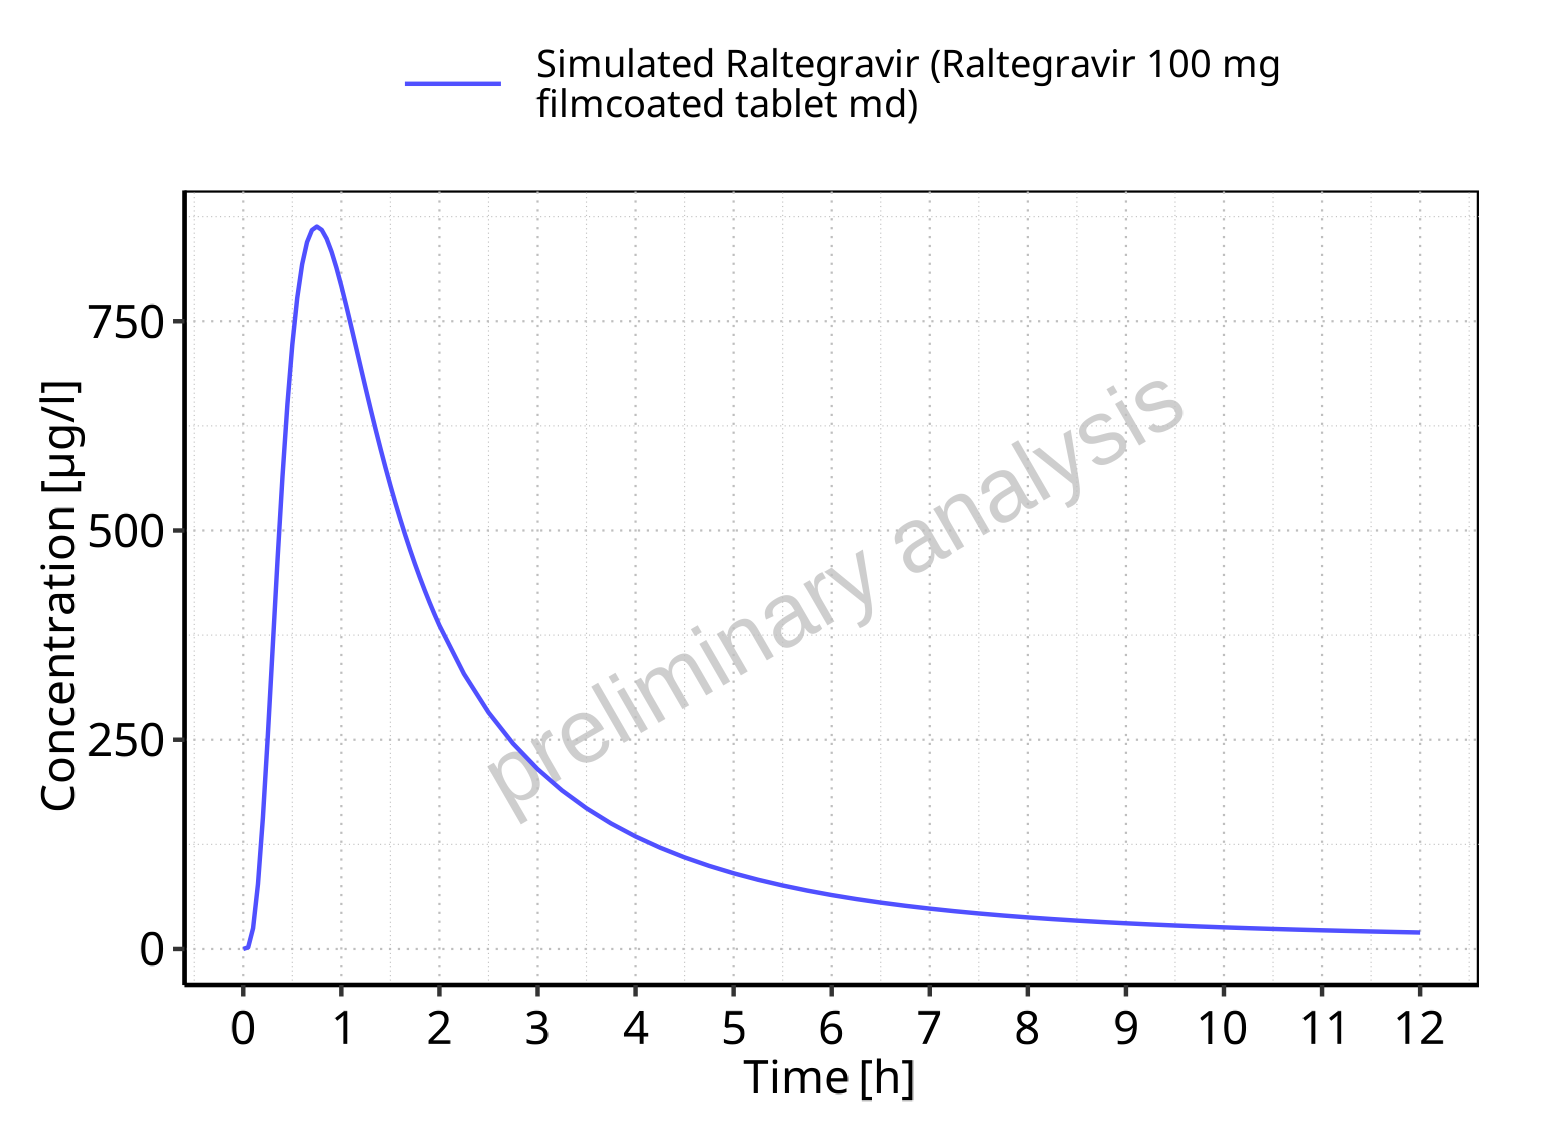 Simulated Raltegravir (Raltegravir 100 mg
filmcoated tablet md)
Concentration [µg/l]
750
500
250
0
preliminary analysis
0 1 2 3 4 5 6 7 8 9 10 11 12
Time [h]